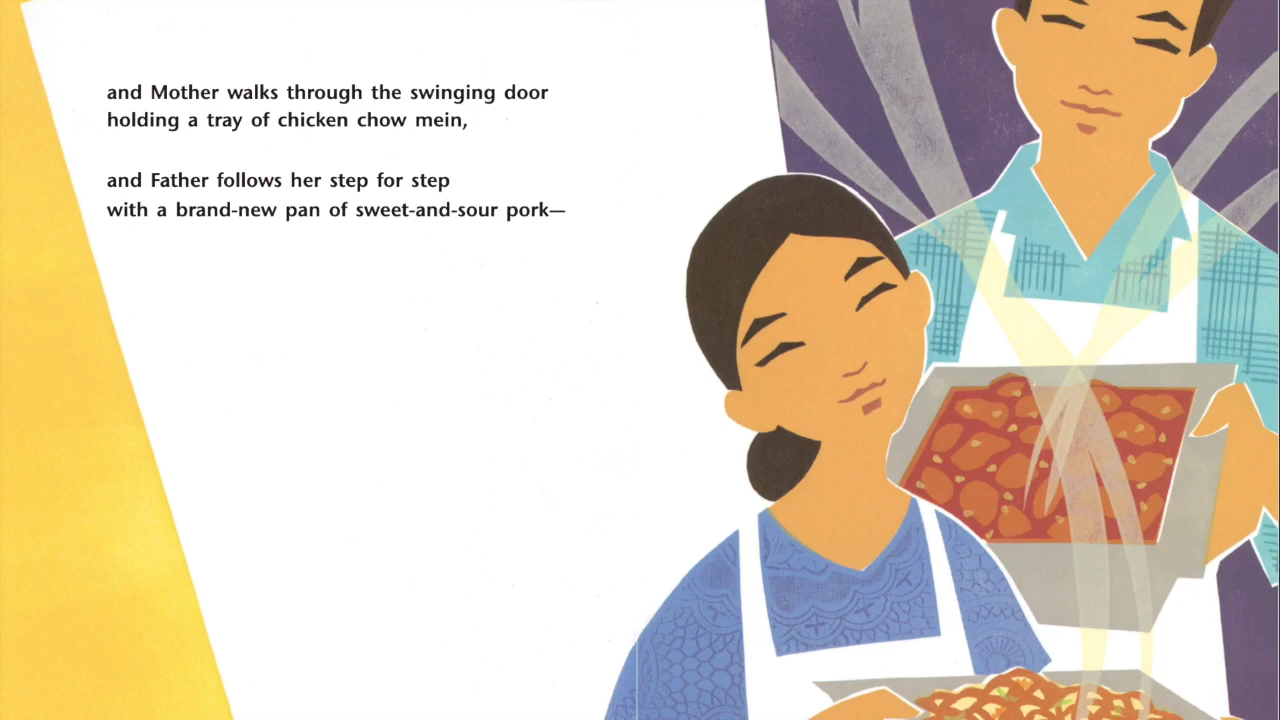 and Mother walks through the swinging door
holding a tray of chicken chow mein,
and Father follows her step for step
with a brand-new pan of sweet-and-sour pork—